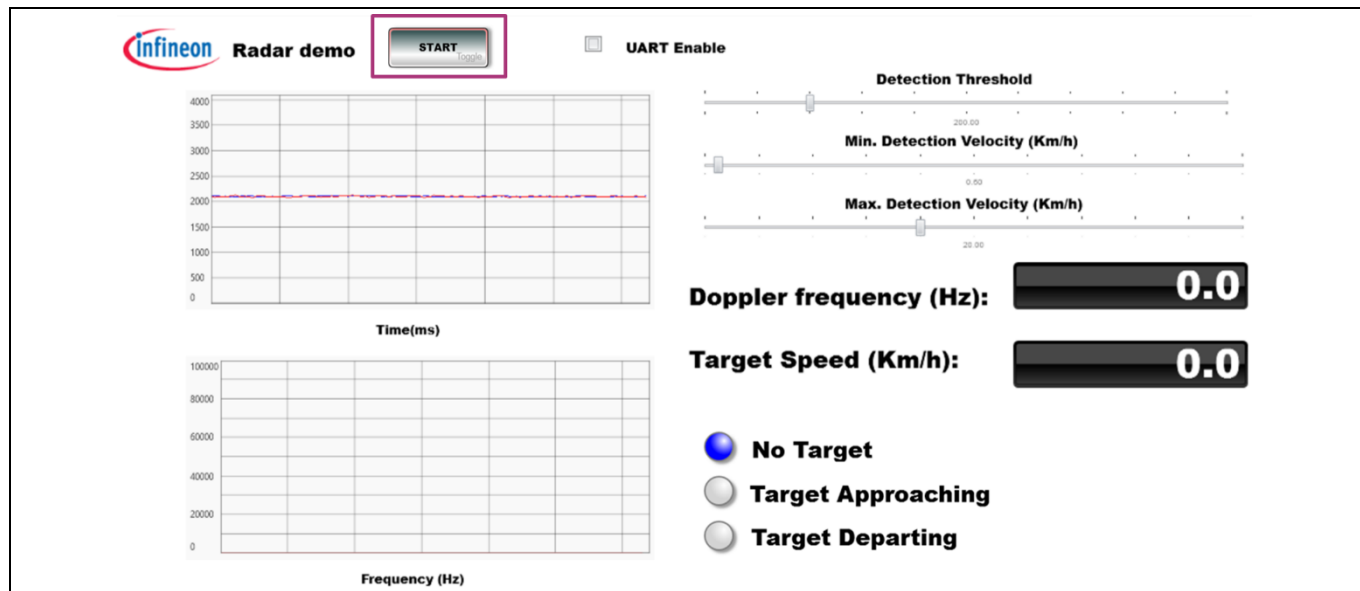 infineon Radar demo
START
Toggle
UART Enable
Detection Threshold
200.00
Min. Detection Velocity (Km/h)
0.50
Max. Detection Velocity (Km/h)
20.00
4000
3500
3000
2500
2000
1500
1000
500
0
Time(ms)
Doppler frequency (Hz): 0.0
Target Speed (Km/h): 0.0
100000
80000
60000
40000
20000
0
Frequency (Hz)
No Target
Target Approaching
Target Departing